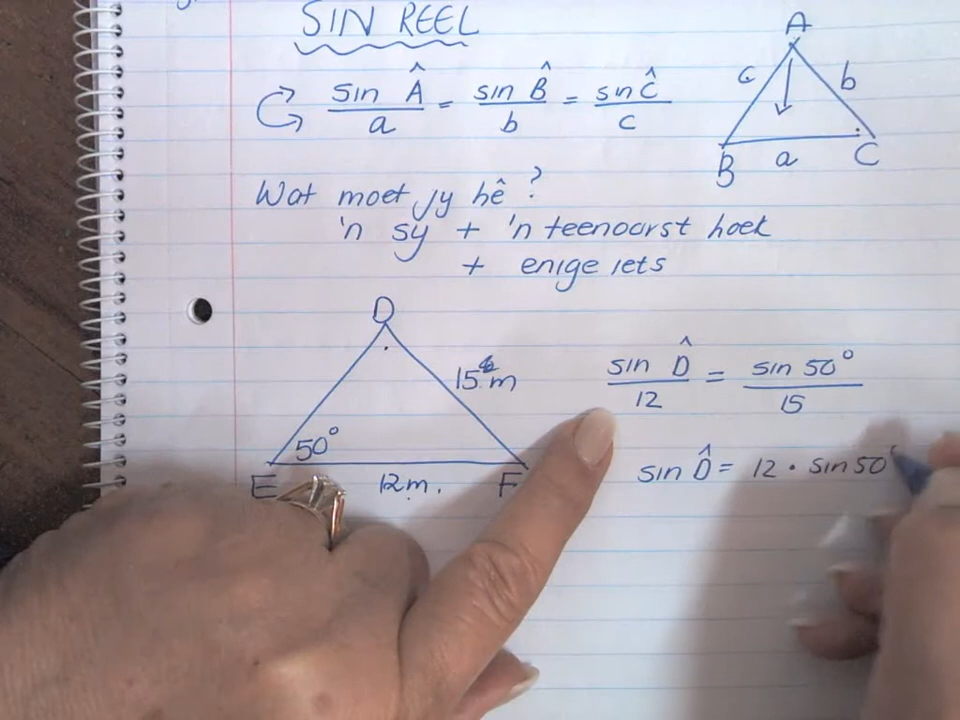 SIN REEL
sin Â / a = sin B̂ / b = sin Ĉ / c
A
c b
B a C
Wat moet jy hê?
'n sy + 'n teenoorst hoek
+ enige iets
D
15 m
50°
E 12m. F
sin D̂ / 12 = sin 50° / 15
sin D̂ = 12 · sin 50°